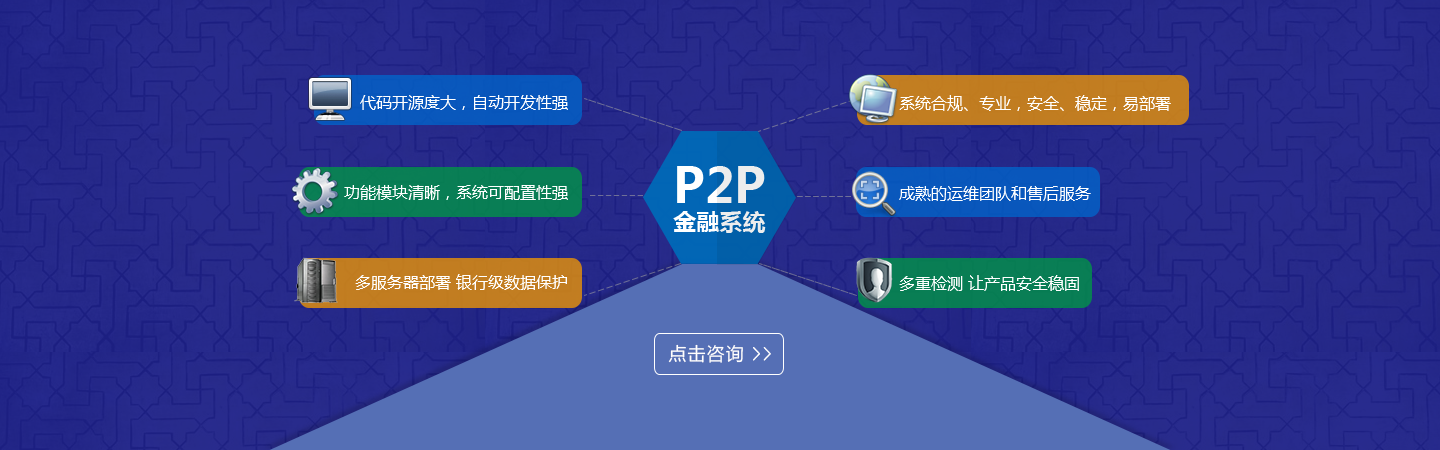 代码开源度大，自动开发性强
系统合规、专业，安全、稳定，易部署
P2P
金融系统
功能模块清晰，系统可配置性强
成熟的运维团队和售后服务
多服务器部署 银行级数据保护
多重检测 让产品安全稳固
点击咨询 >>